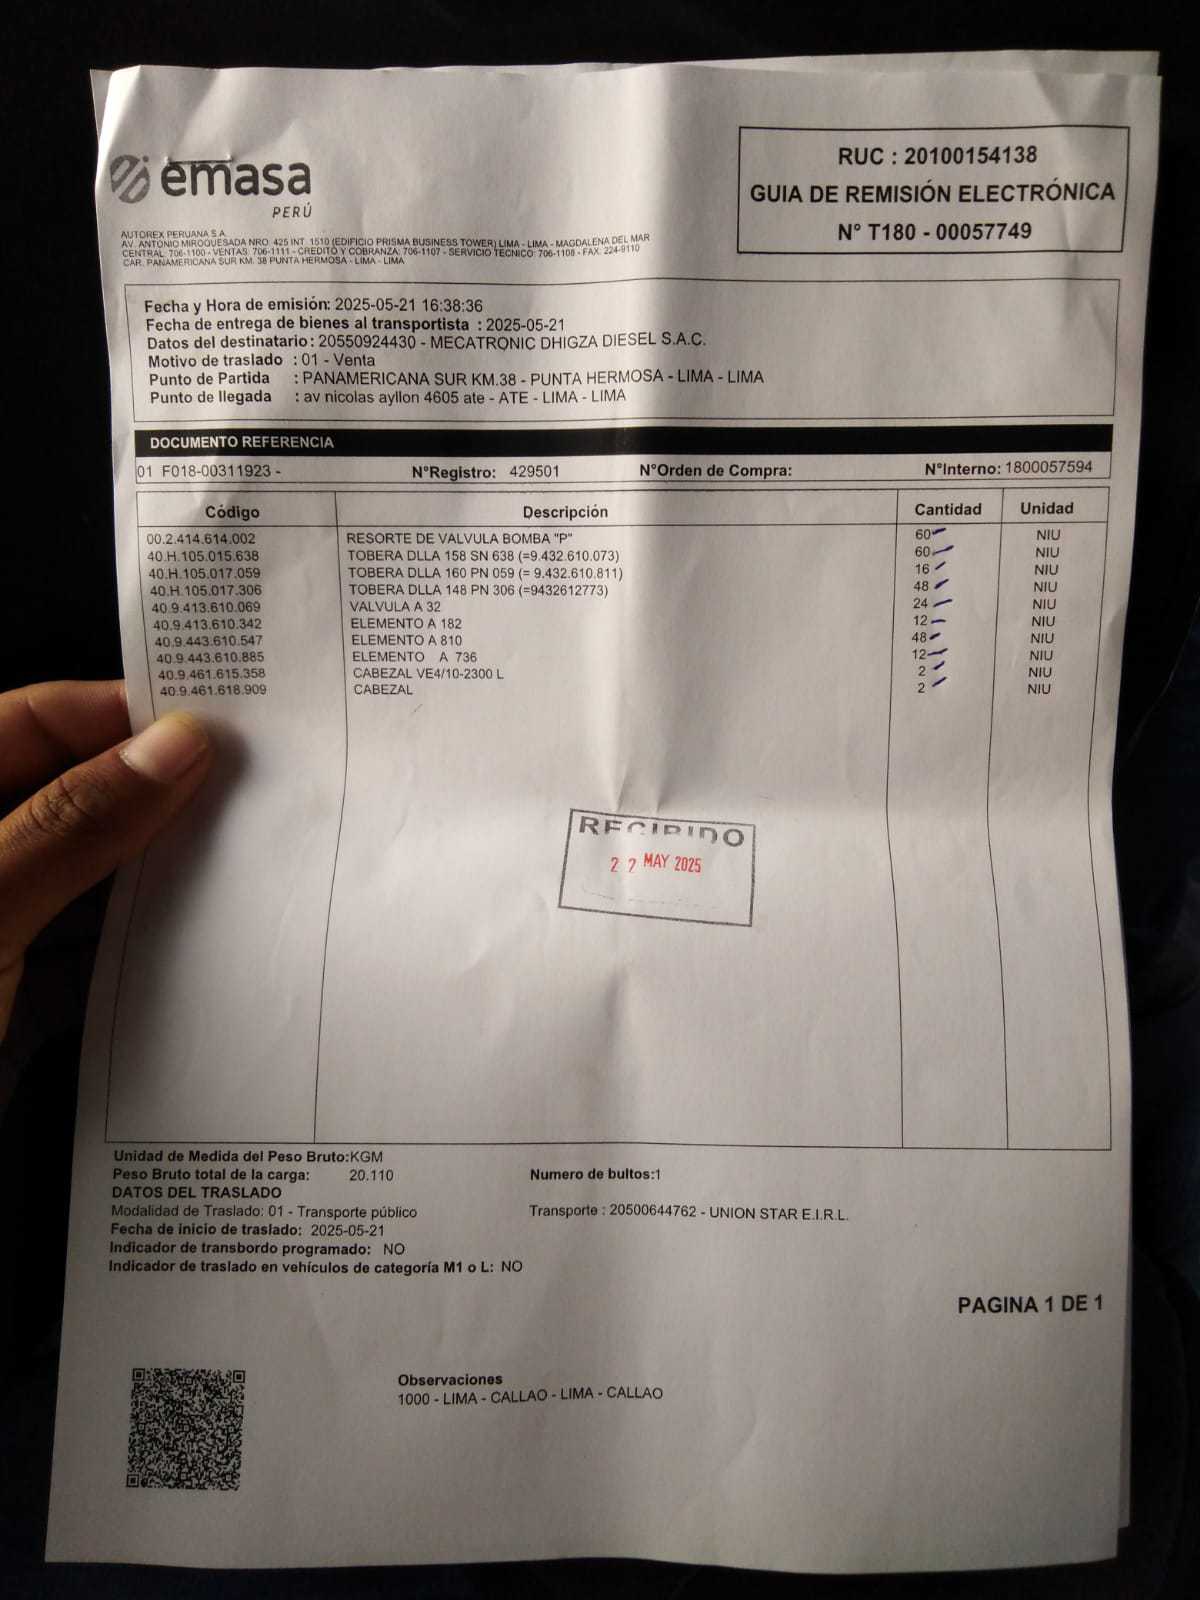 emasa
PERÚ
AUTOREX PERUANA S.A.
AV. ANTONIO MIROQUESADA NRO. 425 INT. 1510 (EDIFICIO PRISMA BUSINESS TOWER) LIMA - LIMA - MAGDALENA DEL MAR
CENTRAL: 706-1100 - VENTAS: 706-1111 - CREDITO Y COBRANZA: 706-1107 - SERVICIO TECNICO: 706-1108 - FAX: 224-9110
CAR. PANAMERICANA SUR KM. 38 PUNTA HERMOSA - LIMA - LIMA
RUC : 20100154138
GUIA DE REMISIÓN ELECTRÓNICA
N° T180 - 00057749
Fecha y Hora de emisión: 2025-05-21 16:38:36
Fecha de entrega de bienes al transportista : 2025-05-21
Datos del destinatario : 20550924430 - MECATRONIC DHIGZA DIESEL S.A.C.
Motivo de traslado : 01 - Venta
Punto de Partida : PANAMERICANA SUR KM.38 - PUNTA HERMOSA - LIMA - LIMA
Punto de llegada : av nicolas ayllon 4605 ate - ATE - LIMA - LIMA
DOCUMENTO REFERENCIA
01 F018-00311923 - N°Registro: 429501 N°Orden de Compra: N°Interno: 1800057594
Código Descripción Cantidad Unidad
00.2.414.614.002 RESORTE DE VALVULA BOMBA "P" 60 NIU
40.H.105.015.638 TOBERA DLLA 158 SN 638 (=9.432.610.073) 60 NIU
40.H.105.017.059 TOBERA DLLA 160 PN 059 (= 9.432.610.811) 16 NIU
40.H.105.017.306 TOBERA DLLA 148 PN 306 (=9432612773) 48 NIU
40.9.413.610.069 VALVULA A 32 24 NIU
40.9.413.610.342 ELEMENTO A 182 12 NIU
40.9.443.610.547 ELEMENTO A 810 48 NIU
40.9.443.610.885 ELEMENTO A 736 12 NIU
40.9.461.615.358 CABEZAL VE4/10-2300 L 2 NIU
40.9.461.618.909 CABEZAL 2 NIU
RECIBIDO
22 MAY 2025
Unidad de Medida del Peso Bruto:KGM
Peso Bruto total de la carga: 20.110 Numero de bultos:1
DATOS DEL TRASLADO
Modalidad de Traslado: 01 - Transporte público Transporte : 20500644762 - UNION STAR E.I.R.L.
Fecha de inicio de traslado: 2025-05-21
Indicador de transbordo programado: NO
Indicador de traslado en vehículos de categoría M1 o L: NO
PAGINA 1 DE 1
Observaciones
1000 - LIMA - CALLAO - LIMA - CALLAO